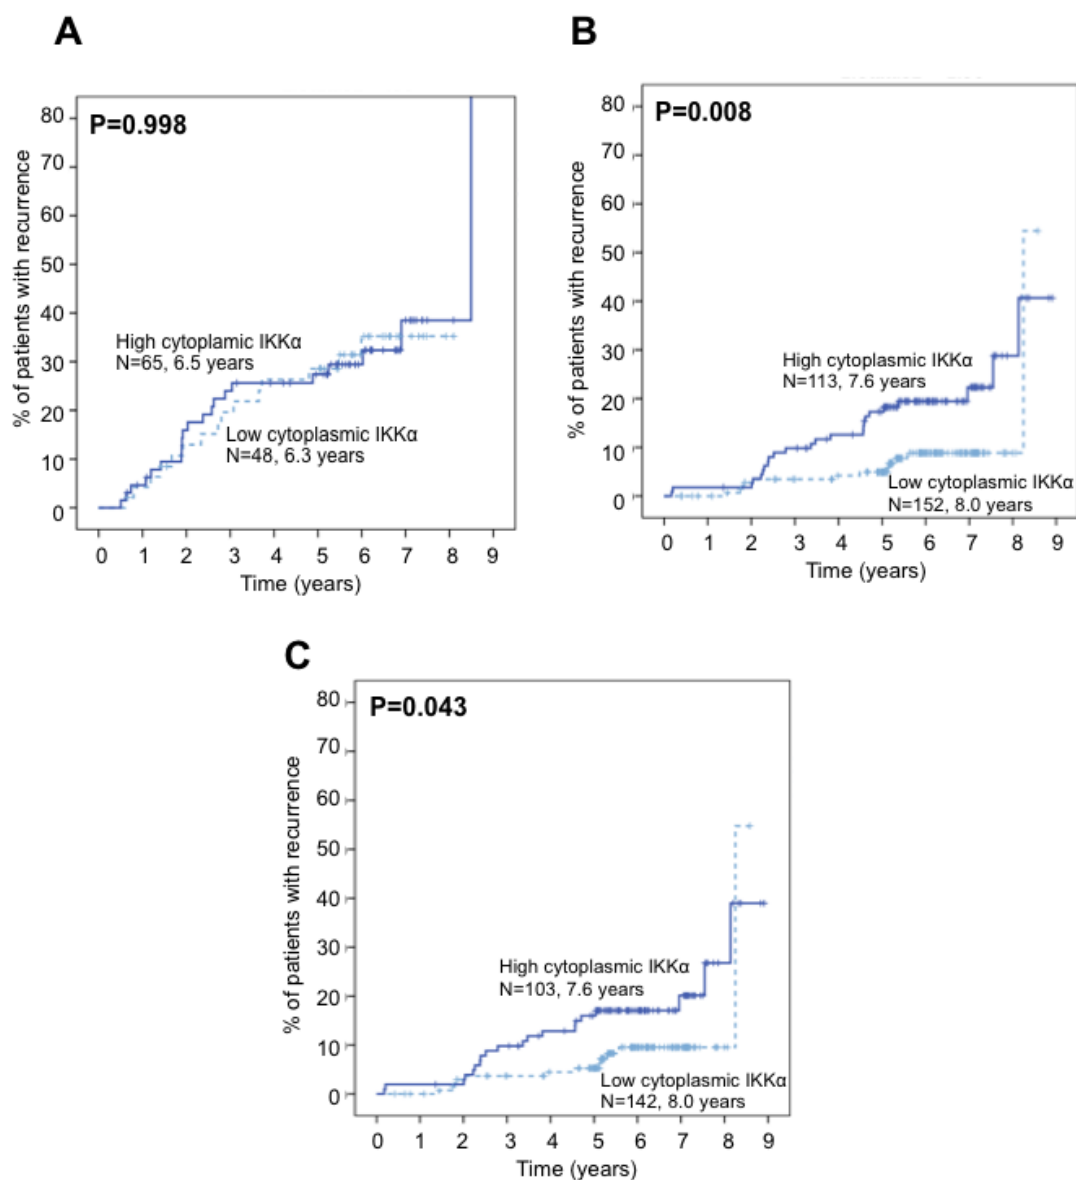 A
P=0.998
% of patients with recurrence
80
70
60
50
40
30
20
10
0
High cytoplamic IKKα
N=65, 6.5 years
Low cytoplasmic IKKα
N=48, 6.3 years
0 1 2 3 4 5 6 7 8 9
Time (years)
B
P=0.008
% of patients with recurrence
80
70
60
50
40
30
20
10
0
High cytoplasmic IKKα
N=113, 7.6 years
Low cytoplasmic IKKα
N=152, 8.0 years
0 1 2 3 4 5 6 7 8 9
Time (years)
C
P=0.043
% of patients with recurrence
80
70
60
50
40
30
20
10
0
High cytoplasmic IKKα
N=103, 7.6 years
Low cytoplasmic IKKα
N=142, 8.0 years
0 1 2 3 4 5 6 7 8 9
Time (years)